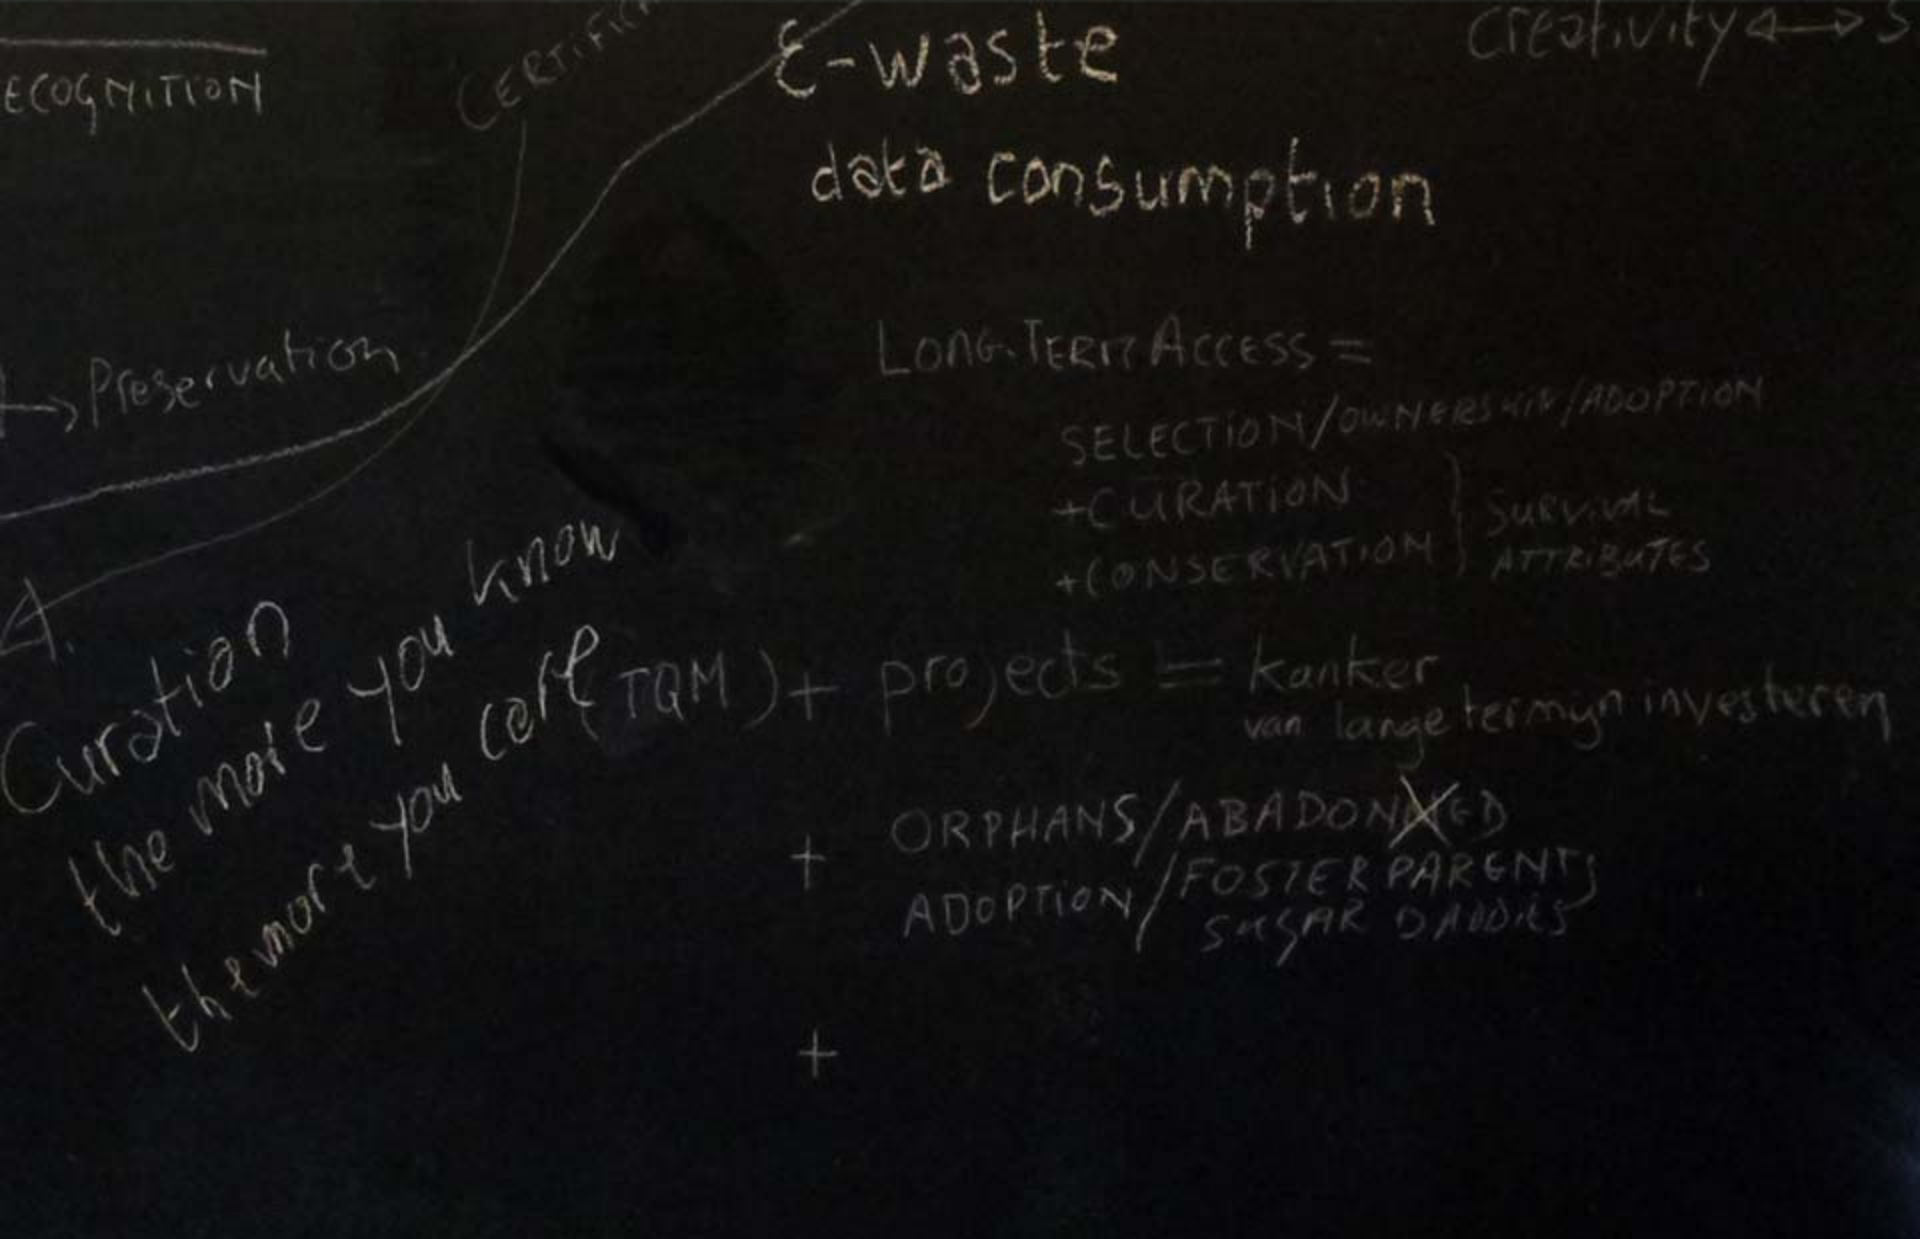 ECOGNITION
CERTIFIC
E-waste
data consumption
creativity ↔ S
→ Preservation
LONG-TERM ACCESS =
SELECTION/OWNERSHIP/ADOPTION
+CURATION
+CONSERVATION } SURVIVAL
ATTRIBUTES
A.
Curation
the more you know
the more you care (TQM)
+ projects = kanker
van lange termijn investeren
+ ORPHANS/ABADONED
ADOPTION/FOSTER PARENTS
SUGAR DADDIES
+